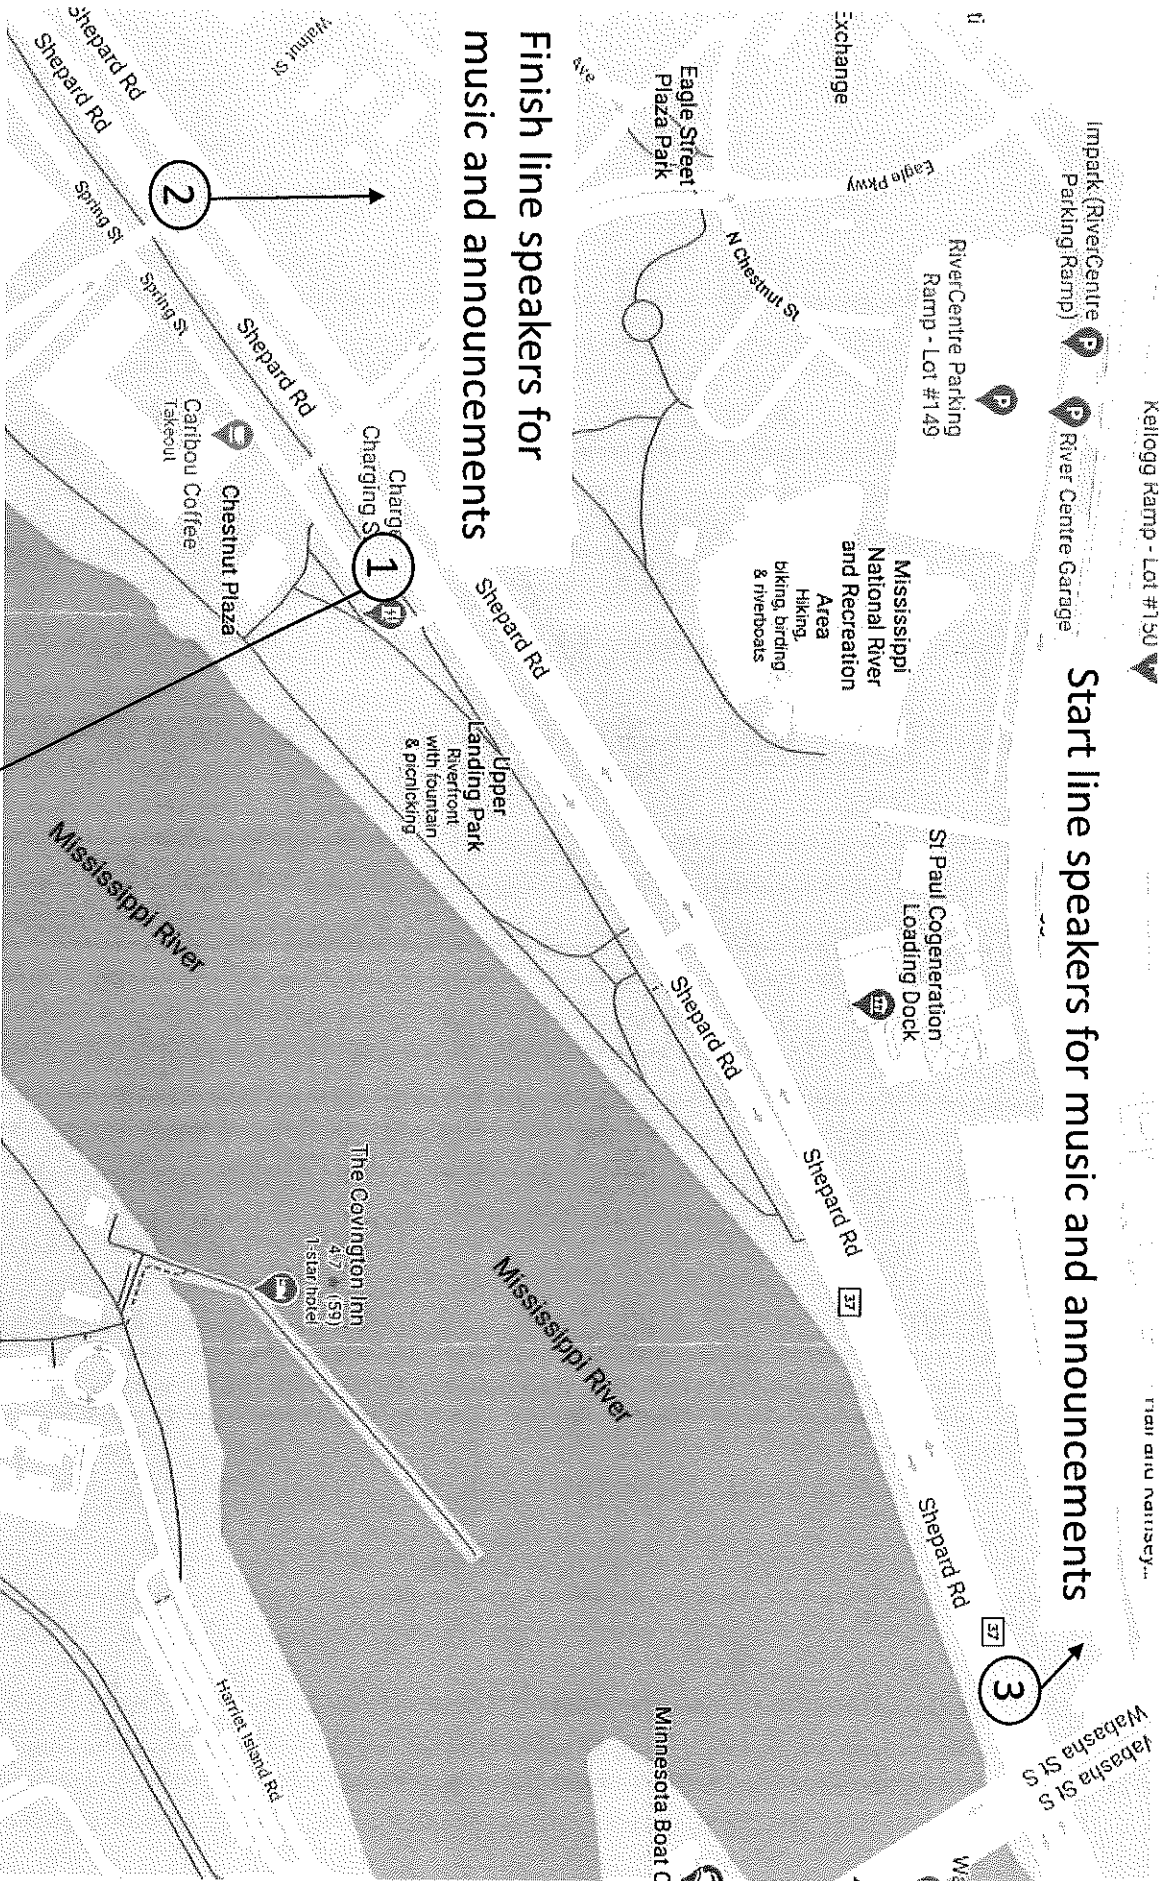 Kellogg Ramp - Lot #150
Impark (RiverCentre
Parking Ramp)
River Centre Garage
Start line speakers for music and announcements
3
Wabasha St S
Exchange
Eagle Pkwy
RiverCentre Parking
Ramp - Lot #149
Mississippi
National River
and Recreation
Area
Hiking,
biking, birding
& riverboats
St Paul Cogeneration
Loading Dock
37
37
Eagle Street
Plaza Park
Ave
N Chestnut St
Finish line speakers for
music and announcements
Shepard Rd
Shepard Rd
Shepard Rd
Shepard Rd
Upper
Landing Park
Riverfront
with fountain
& picnicking
Mississippi River
Minnesota Boat C
Walnut St
Shepard Rd
Shepard Rd
2
Spring St
Spring St
Shepard Rd
Charge
Charging S
1
Caribou Coffee
Takeout
Chestnut Plaza
Mississippi River
The Covington Inn
4.7 (59)
1-star hotel
Harriet Island Rd